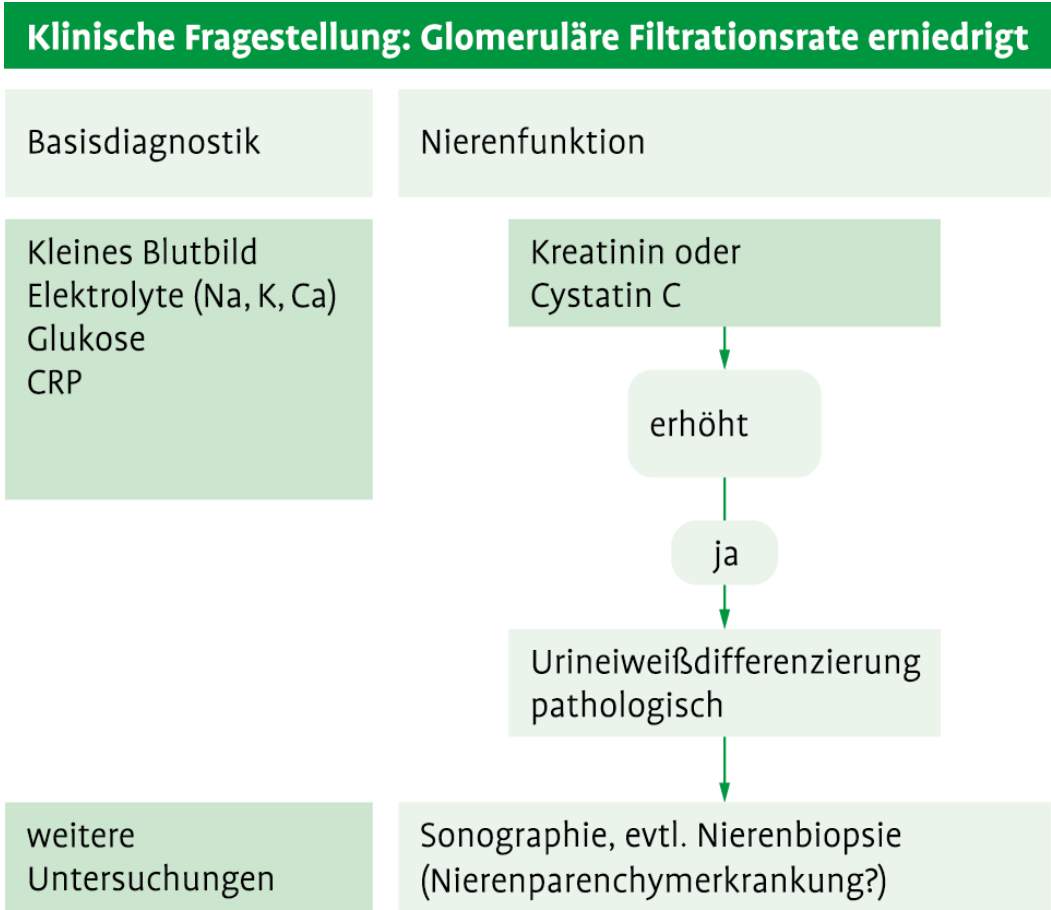 Klinische Fragestellung: Glomeruläre Filtrationsrate erniedrigt
Basisdiagnostik
Nierenfunktion
Kleines Blutbild
Elektrolyte (Na, K, Ca)
Glukose
CRP
Kreatinin oder
Cystatin C
erhöht
ja
Urineiweißdifferenzierung
pathologisch
weitere
Untersuchungen
Sonographie, evtl. Nierenbiopsie
(Nierenparenchymerkrankung?)